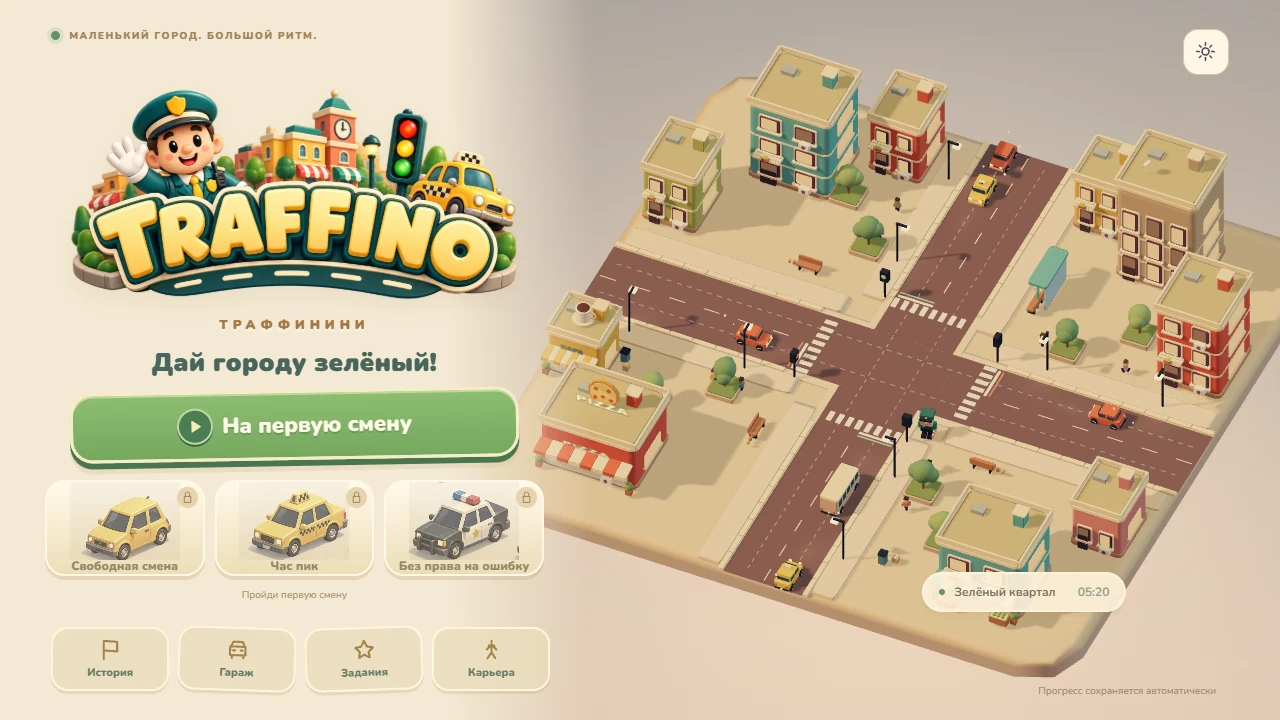 МАЛЕНЬКИЙ ГОРОД. БОЛЬШОЙ РИТМ.
TRAFFINO
ТРАФФИНИНИ
Дай городу зелёный!
На первую смену
Свободная смена
Час пик
Без права на ошибку
Пройди первую смену
История
Гараж
Задания
Карьера
PIZZA
Зелёный квартал
05:20
Прогресс сохраняется автоматически